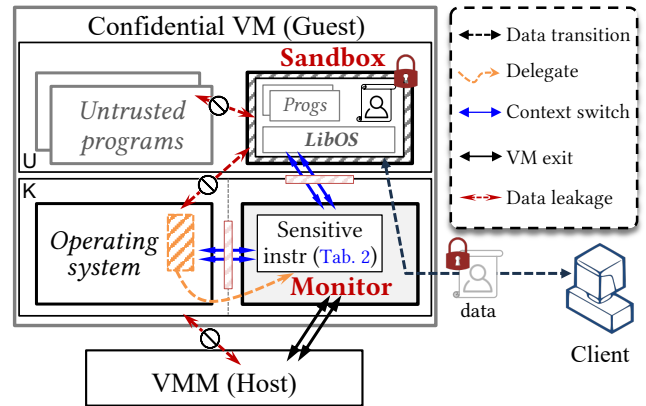 Confidential VM (Guest)
Sandbox
Untrusted
programs
Progs
LibOS
U
K
Operating
system
Sensitive
instr (Tab. 2)
Monitor
VMM (Host)
data
Client
Data transition
Delegate
Context switch
VM exit
Data leakage